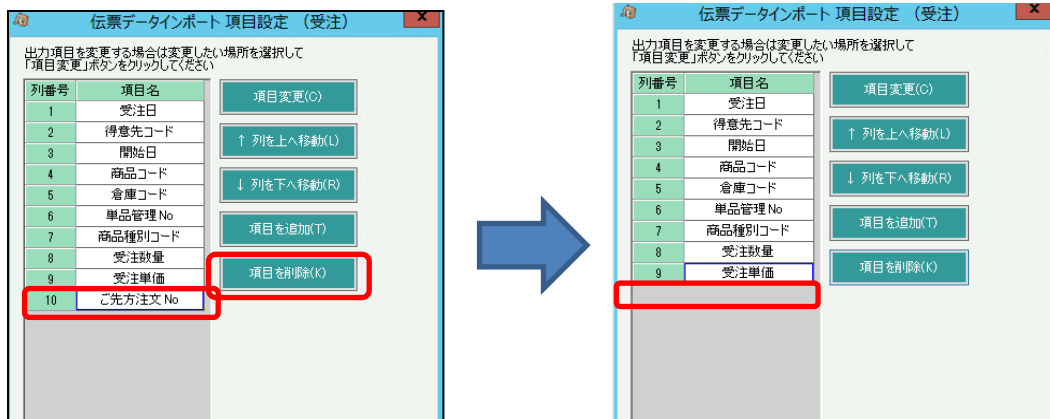 伝票データインポート 項目設定 （受注）
x
出力項目を変更する場合は変更したい場所を選択して
「項目変更」ボタンをクリックしてください
列番号 項目名
1 受注日
2 得意先コード
3 開始日
4 商品コード
5 倉庫コード
6 単品管理No
7 商品種別コード
8 受注数量
9 受注単価
10 ご先方注文No
項目変更(C)
↑ 列を上へ移動(L)
↓ 列を下へ移動(R)
項目を追加(T)
項目を削除(K)
伝票データインポート 項目設定 （受注）
x
出力項目を変更する場合は変更したい場所を選択して
「項目変更」ボタンをクリックしてください
列番号 項目名
1 受注日
2 得意先コード
3 開始日
4 商品コード
5 倉庫コード
6 単品管理No
7 商品種別コード
8 受注数量
9 受注単価
項目変更(C)
↑ 列を上へ移動(L)
↓ 列を下へ移動(R)
項目を追加(T)
項目を削除(K)